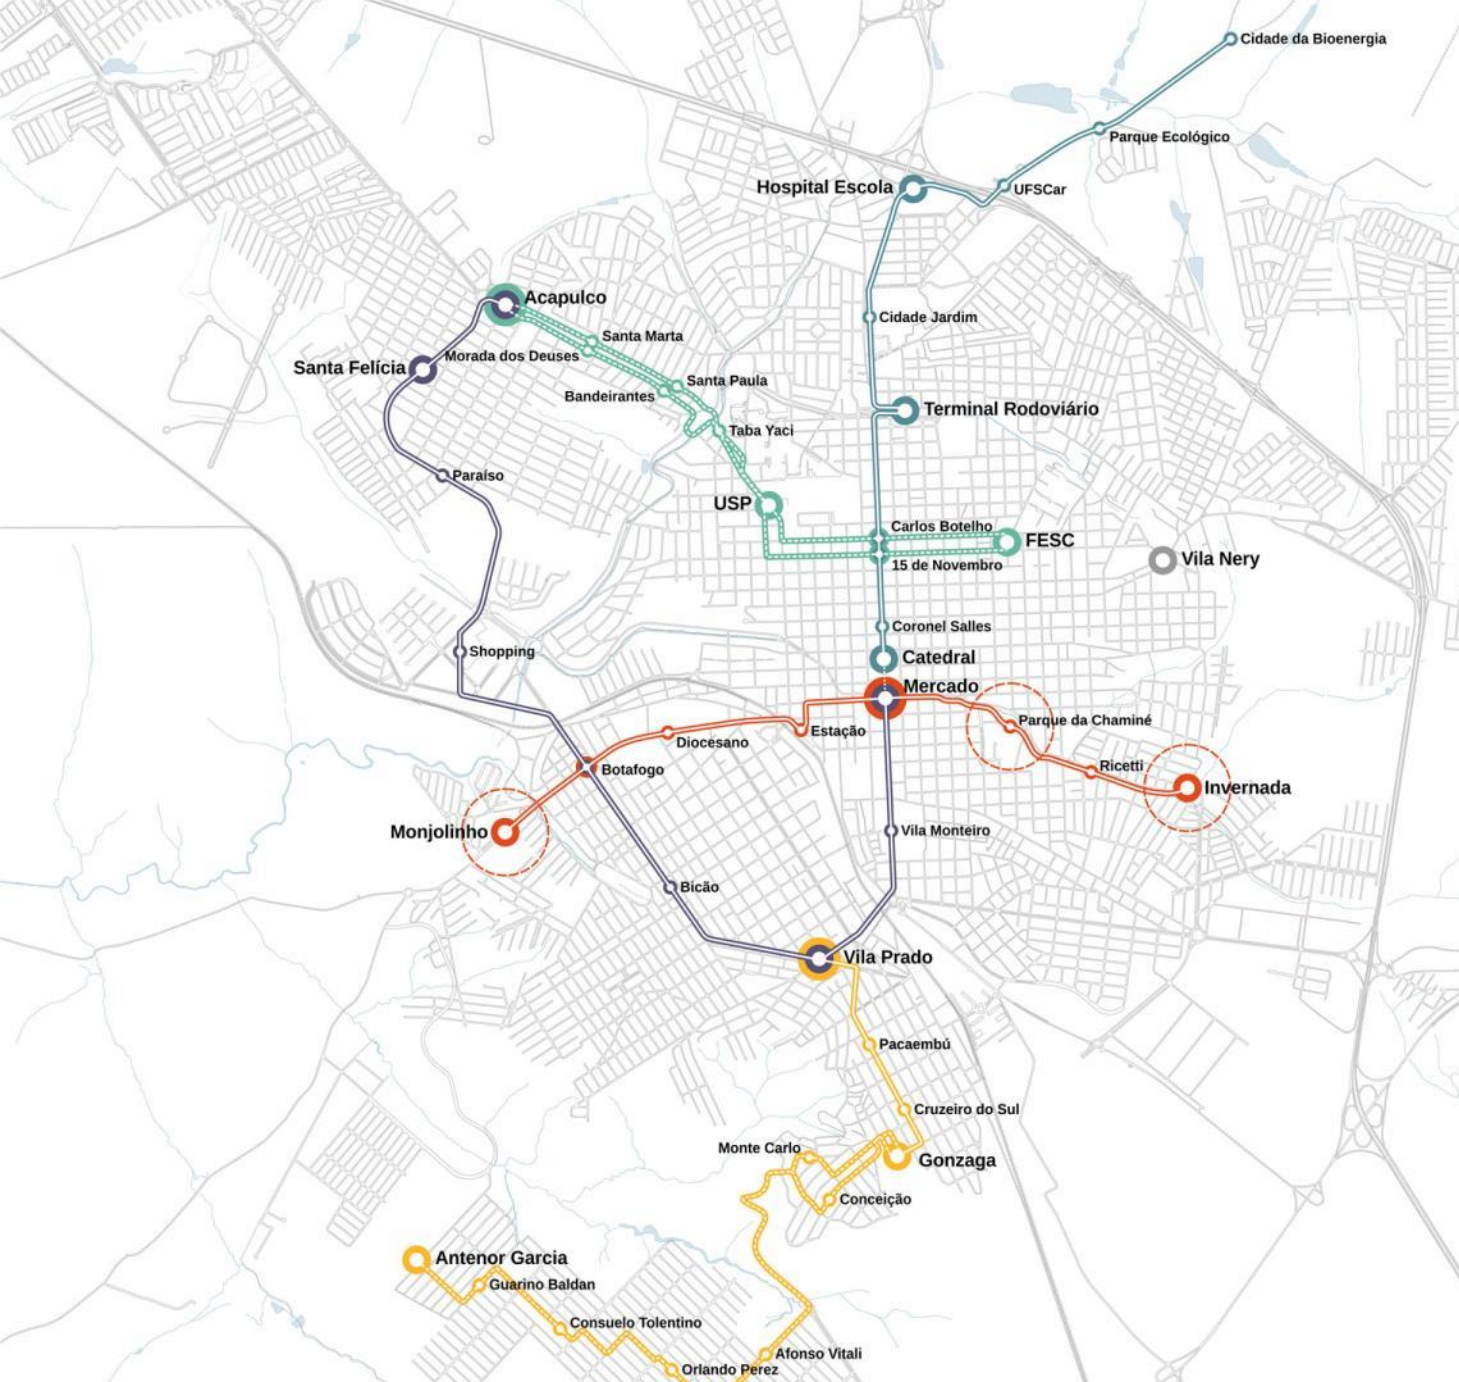 Cidade da Bioenergia
Parque Ecológico
Hospital Escola
UFSCar
Acapulco
Cidade Jardim
Santa Marta
Morada dos Deuses
Santa Felícia
Santa Paula
Bandeirantes
Terminal Rodoviário
Taba Yaci
Paraíso
USP
Carlos Botelho
FESC
Vila Nery
15 de Novembro
Coronel Salles
Shopping
Catedral
Mercado
Parque da Chaminé
Estação
Diocesano
Ricetti
Botafogo
Invernada
Monjolinho
Vila Monteiro
Bicão
Vila Prado
Pacaembú
Cruzeiro do Sul
Monte Carlo
Gonzaga
Conceição
Antenor Garcia
Guarino Baldan
Consuelo Tolentino
Afonso Vitali
Orlando Perez